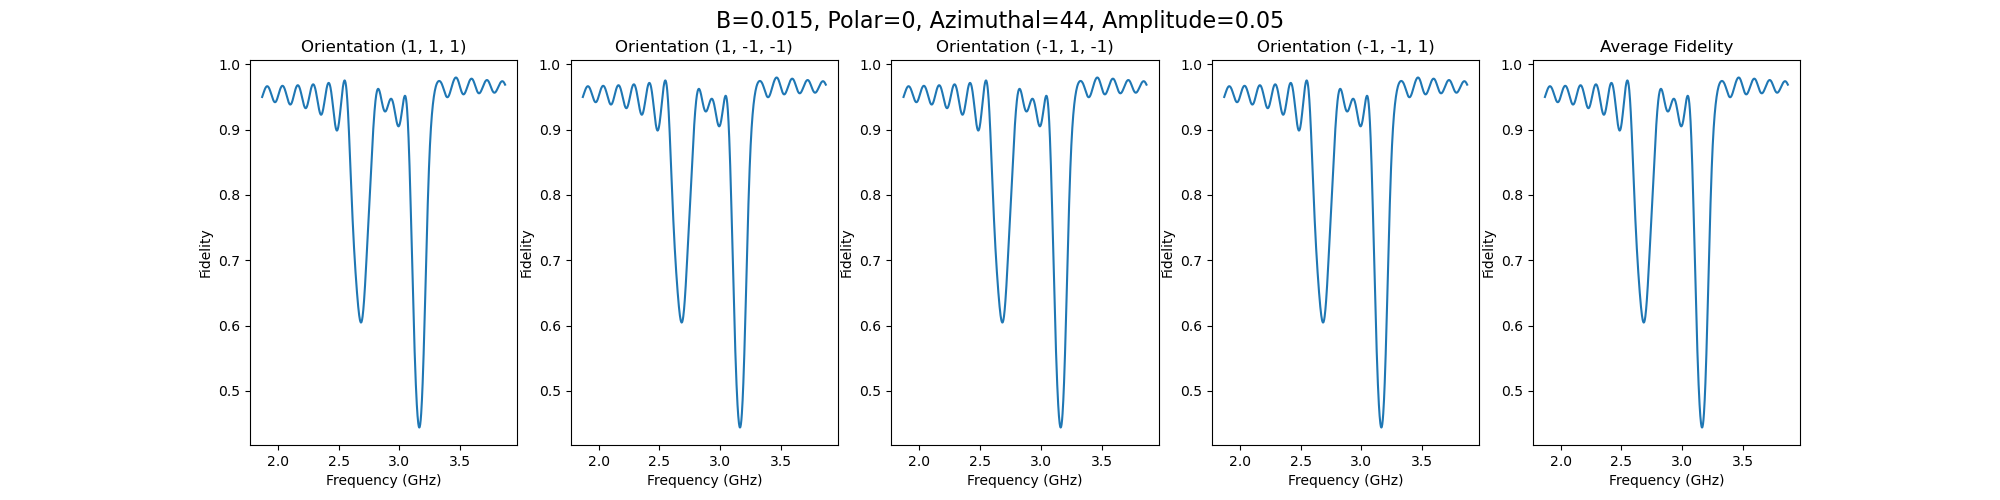 B=0.015, Polar=0, Azimuthal=44, Amplitude=0.05
Orientation (1, 1, 1)
1.0
0.9
0.8
0.7
0.6
0.5
Fidelity
2.0 2.5 3.0 3.5
Frequency (GHz)
Orientation (1, -1, -1)
1.0
0.9
0.8
0.7
0.6
0.5
Fidelity
2.0 2.5 3.0 3.5
Frequency (GHz)
Orientation (-1, 1, -1)
1.0
0.9
0.8
0.7
0.6
0.5
Fidelity
2.0 2.5 3.0 3.5
Frequency (GHz)
Orientation (-1, -1, 1)
1.0
0.9
0.8
0.7
0.6
0.5
Fidelity
2.0 2.5 3.0 3.5
Frequency (GHz)
Average Fidelity
1.0
0.9
0.8
0.7
0.6
0.5
Fidelity
2.0 2.5 3.0 3.5
Frequency (GHz)